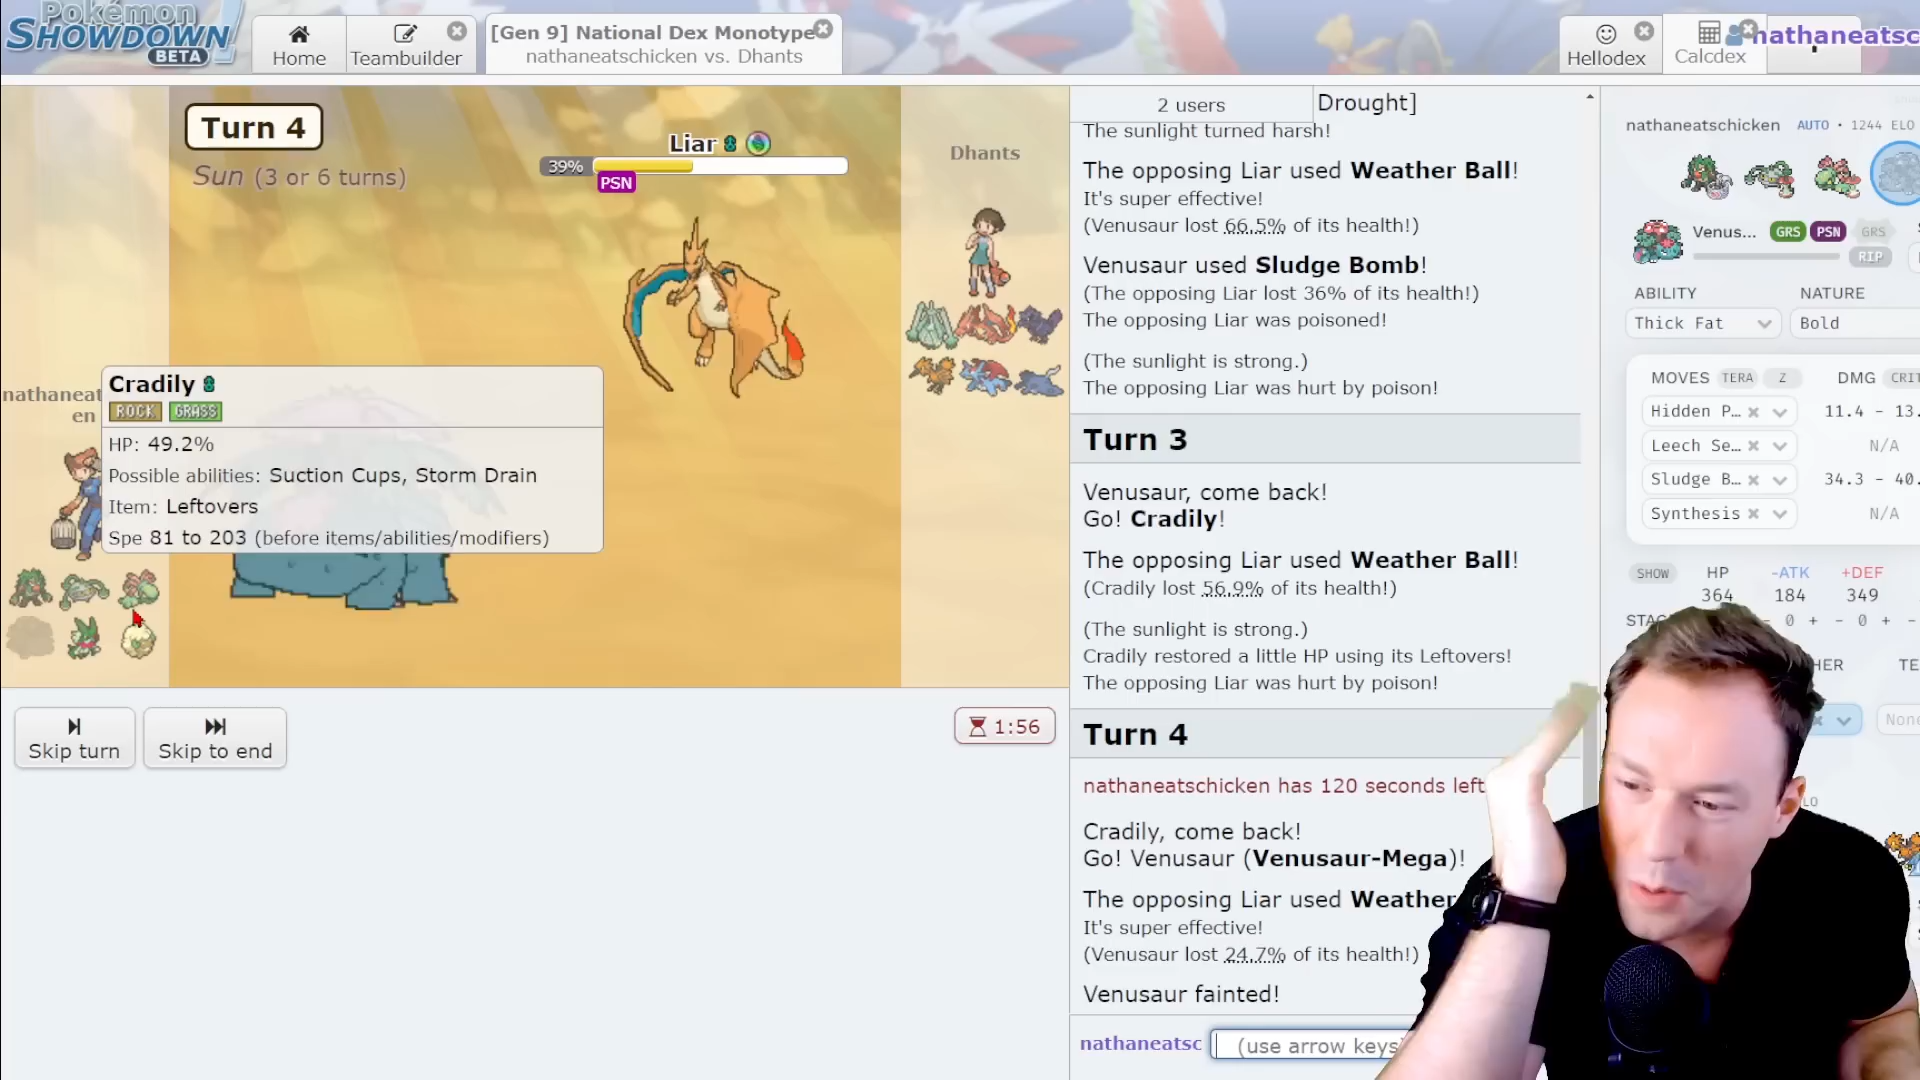 Pokémon
SHOWDOWN
BETA
Home
Teambuilder
[Gen 9] National Dex Monotype
nathaneatschicken vs. Dhants
Hellodex
Calcdex
nathaneatsc
Turn 4
Sun (3 or 6 turns)
Liar
39%
PSN
Dhants
nathaneat
en
Cradily
ROCK GRASS
HP: 49.2%
Possible abilities: Suction Cups, Storm Drain
Item: Leftovers
Spe 81 to 203 (before items/abilities/modifiers)
Skip turn
Skip to end
1:56
2 users
Drought]
The sunlight turned harsh!
The opposing Liar used Weather Ball!
It's super effective!
(Venusaur lost 66.5% of its health!)
Venusaur used Sludge Bomb!
(The opposing Liar lost 36% of its health!)
The opposing Liar was poisoned!
(The sunlight is strong.)
The opposing Liar was hurt by poison!
Turn 3
Venusaur, come back!
Go! Cradily!
The opposing Liar used Weather Ball!
(Cradily lost 56.9% of its health!)
(The sunlight is strong.)
Cradily restored a little HP using its Leftovers!
The opposing Liar was hurt by poison!
Turn 4
nathaneatschicken has 120 seconds left
Cradily, come back!
Go! Venusaur (Venusaur-Mega)!
The opposing Liar used Weather
It's super effective!
(Venusaur lost 24.7% of its health!)
Venusaur fainted!
nathaneatsc
(use arrow keys
nathaneatschicken AUTO • 1244 ELO
Venus... GRS PSN GRS
RIP
ABILITY NATURE
Thick Fat Bold
MOVES TERA Z DMG CRIT
Hidden P... 11.4 - 13.
Leech Se... N/A
Sludge B... 34.3 - 40.
Synthesis N/A
SHOW HP -ATK +DEF
364 184 349
STAG - 0 + - 0 + -
HER TE
None
LO